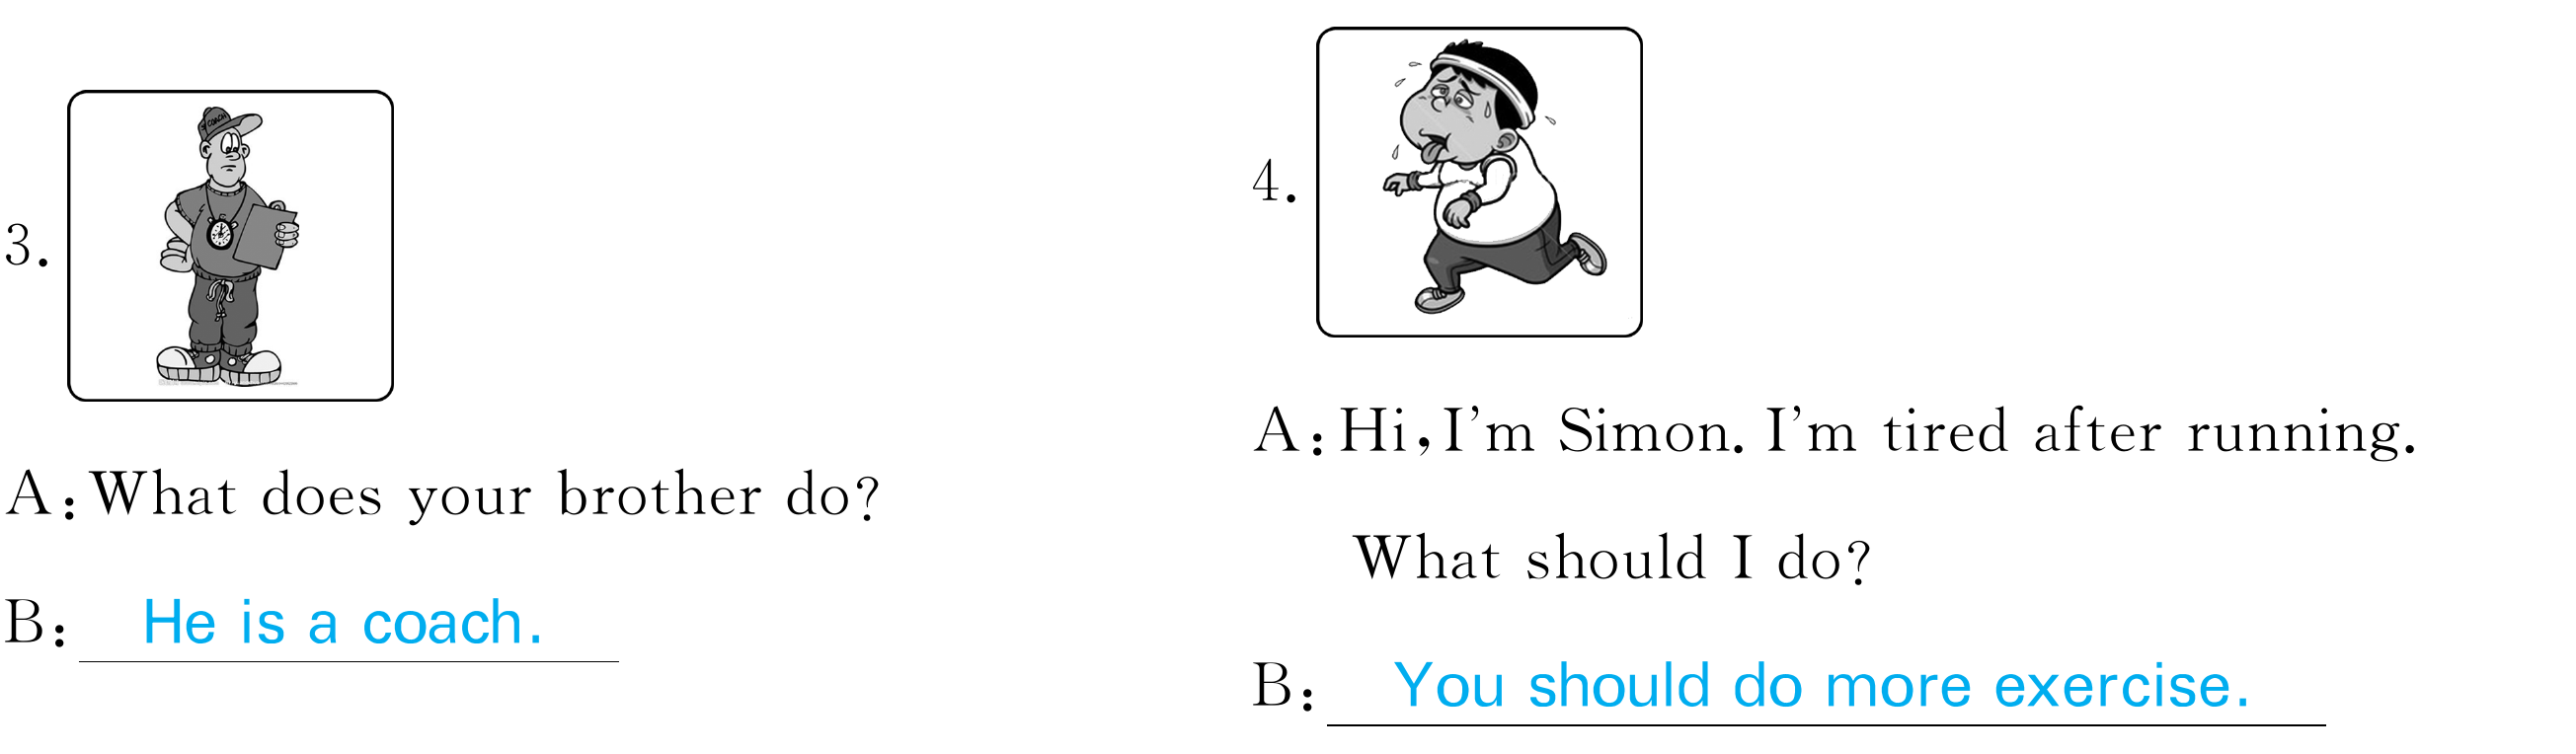 3.
COACH
A:What does your brother do?
B: He is a coach.
4.
A:Hi,I'm Simon. I'm tired after running.
What should I do?
B: You should do more exercise.